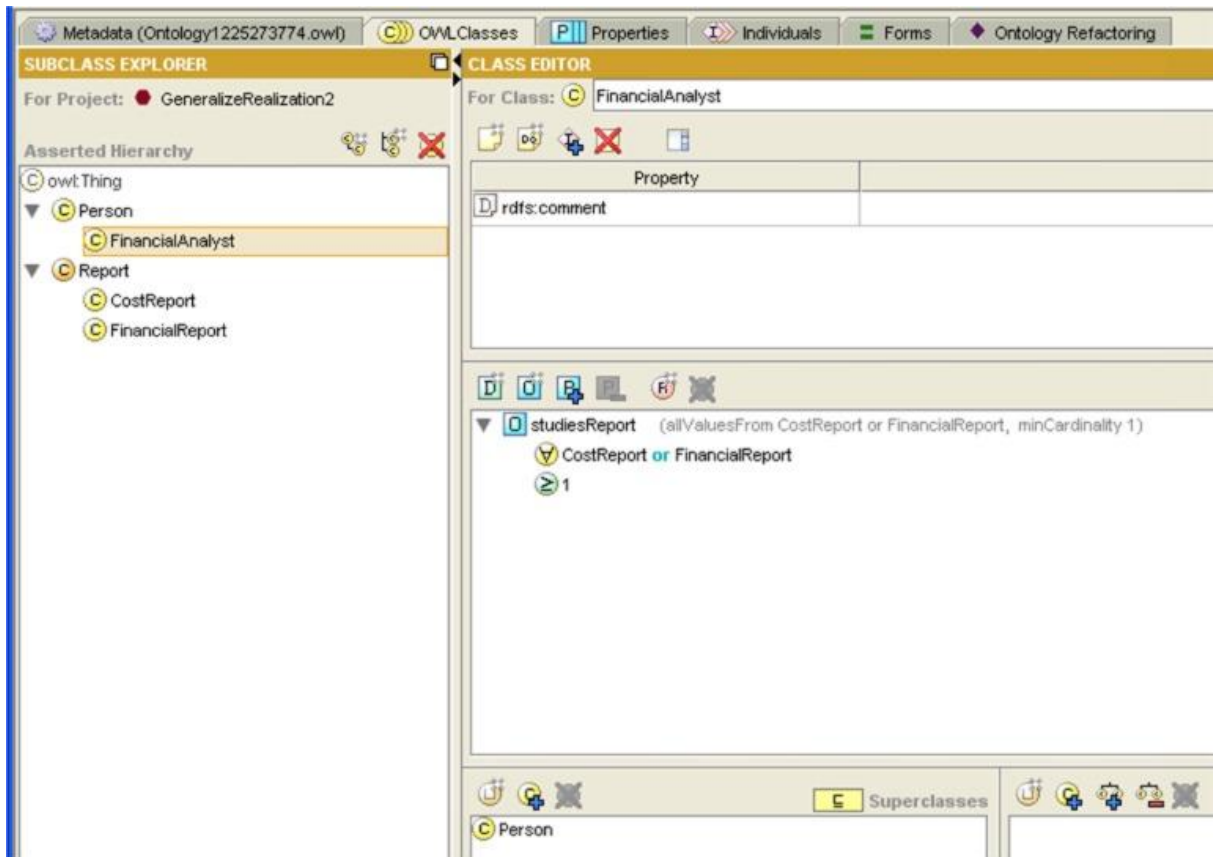 Metadata (Ontology1225273774.owl) OWLClasses Properties Individuals Forms Ontology Refactoring
SUBCLASS EXPLORER
For Project: GeneralizeRealization2
Asserted Hierarchy
owl:Thing
Person
FinancialAnalyst
Report
CostReport
FinancialReport
CLASS EDITOR
For Class: C FinancialAnalyst
Property
rdfs:comment
studiesReport (allValuesFrom CostReport or FinancialReport, minCardinality 1)
∀ CostReport or FinancialReport
≥ 1
⊑ Superclasses
Person